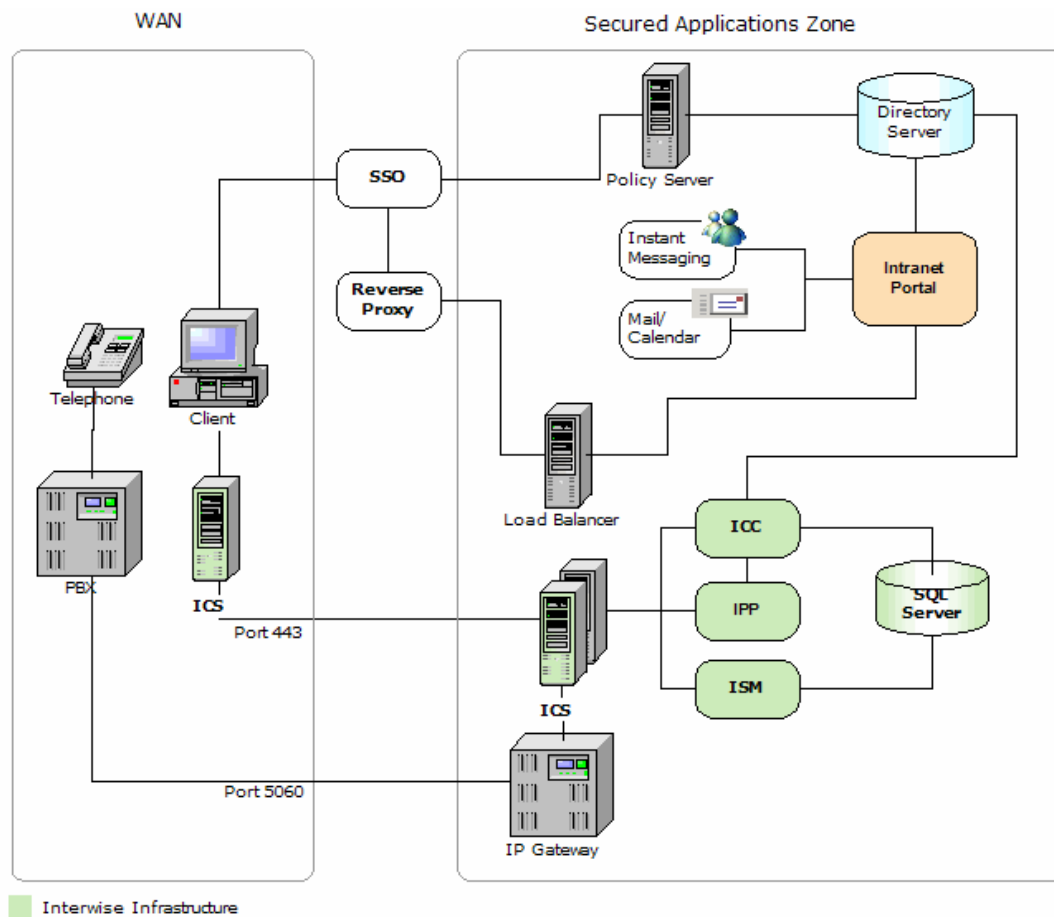 WAN
Secured Applications Zone
Directory
Server
Policy Server
SSO
Instant
Messaging
Intranet
Portal
Reverse
Proxy
Mail/
Calendar
Telephone
Client
Load Balancer
ICC
PBX
ICS
IPP
SQL
Server
Port 443
ISM
ICS
Port 5060
IP Gateway
Interwise Infrastructure